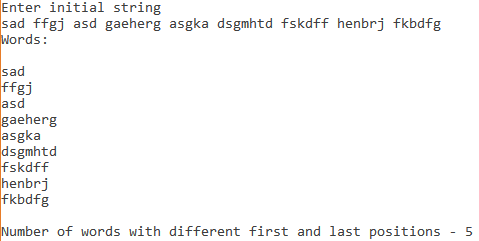 Enter initial string
sad ffgj asd gaeherg asgka dsgmhtd fskdff henbrj fkbdfg
Words:
sad
ffgj
asd
gaeherg
asgka
dsgmhtd
fskdff
henbrj
fkbdfg
Number of words with different first and last positions - 5